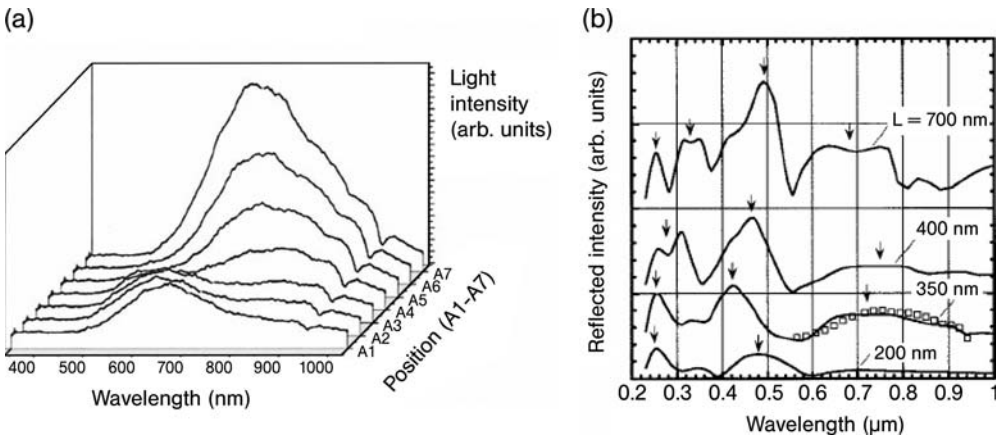 (a)
Light
intensity
(arb. units)
A7
A6
A5
A4
A3
A2
A1
Position (A1–A7)
400 500 600 700 800 900 1000
Wavelength (nm)
(b)
Reflected intensity (arb. units)
L = 700 nm
400 nm
350 nm
200 nm
0.2 0.3 0.4 0.5 0.6 0.7 0.8 0.9 1
Wavelength (μm)